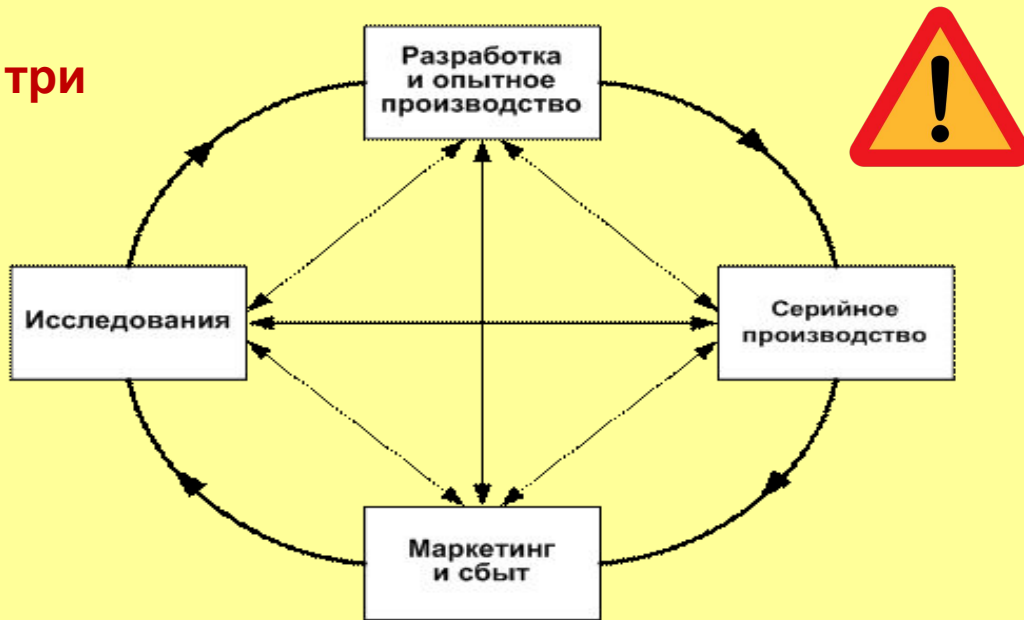 три
Разработка
и опытное
производство
Исследования
Серийное
производство
Маркетинг
и сбыт